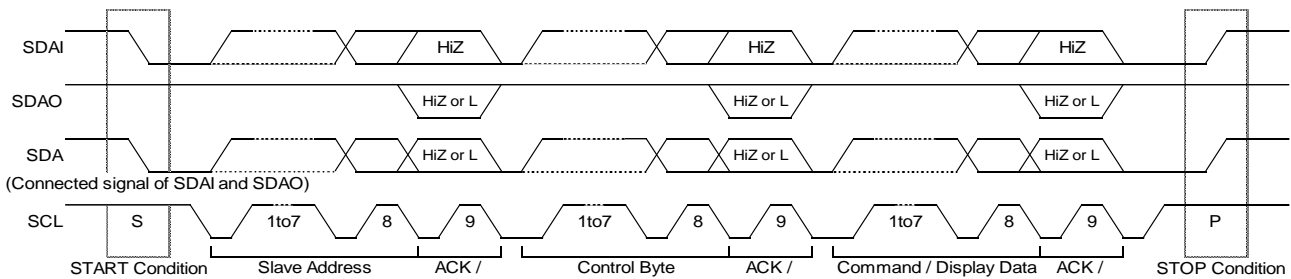 SDAI HiZ HiZ HiZ
SDAO HiZ or L HiZ or L HiZ or L
SDA HiZ or L HiZ or L HiZ or L
(Connected signal of SDAI and SDAO)
SCL S 1to7 8 9 1to7 8 9 1to7 8 9 P
START Condition Slave Address ACK / Control Byte ACK / Command / Display Data ACK / STOP Condition